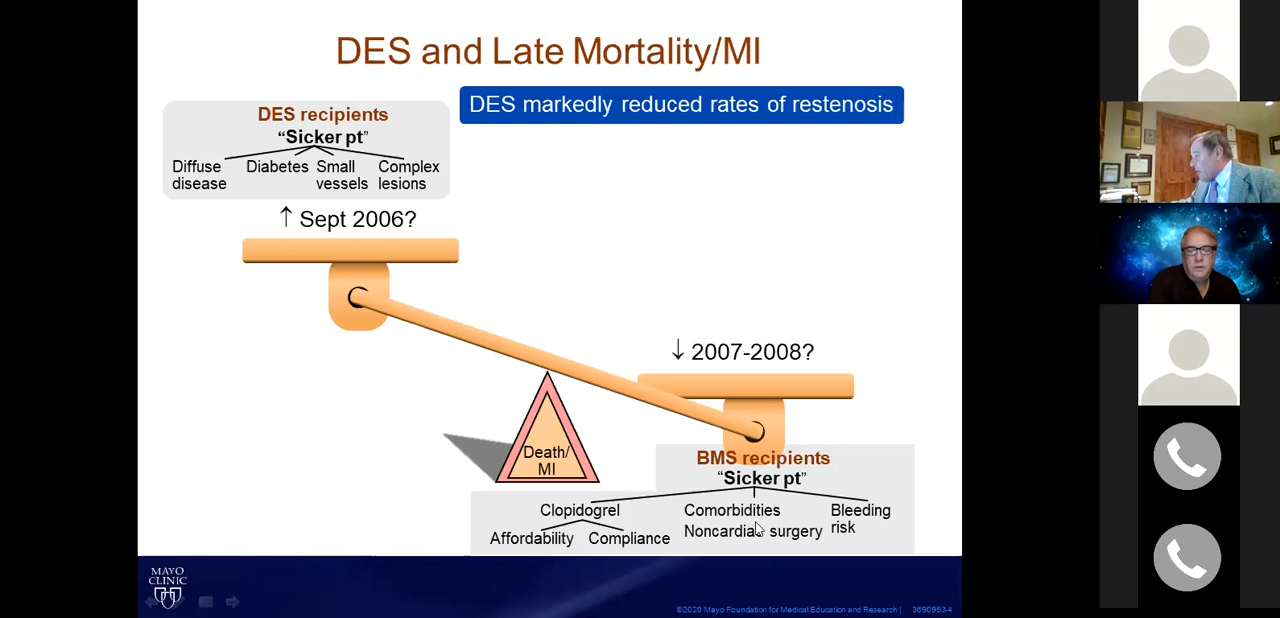 DES and Late Mortality/MI
DES markedly reduced rates of restenosis
DES recipients
“Sicker pt”
Diffuse disease
Diabetes
Small vessels
Complex lesions
↑ Sept 2006?
↓ 2007-2008?
Death/
MI
BMS recipients
“Sicker pt”
Clopidogrel
Affordability
Compliance
Comorbidities
Noncardiac surgery
Bleeding risk
MAYO
CLINIC
©2020 Mayo Foundation for Medical Education and Research | 3690963-4